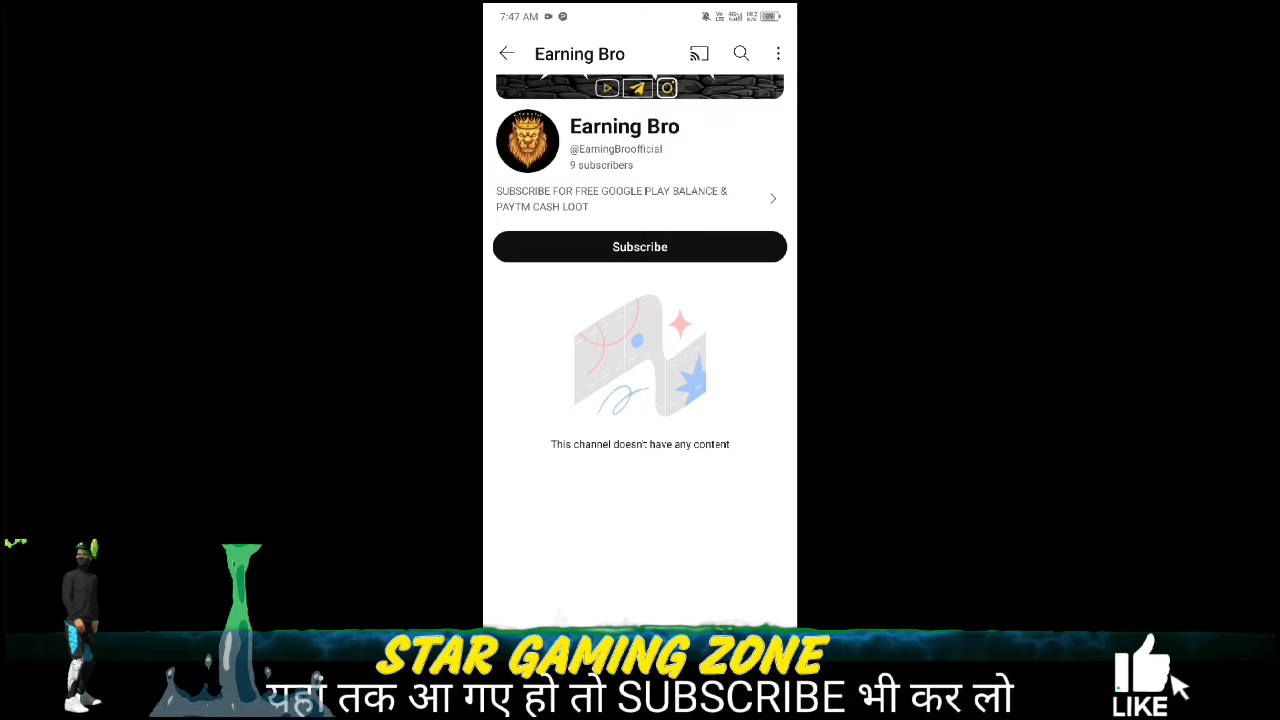 7:47 AM
Earning Bro
Earning Bro
@EarningBroofficial
9 subscribers
SUBSCRIBE FOR FREE GOOGLE PLAY BALANCE &
PAYTM CASH LOOT
Subscribe
This channel doesn't have any content
STAR GAMING ZONE
यहां तक आ गए हो तो SUBSCRIBE भी कर लो
LIKE